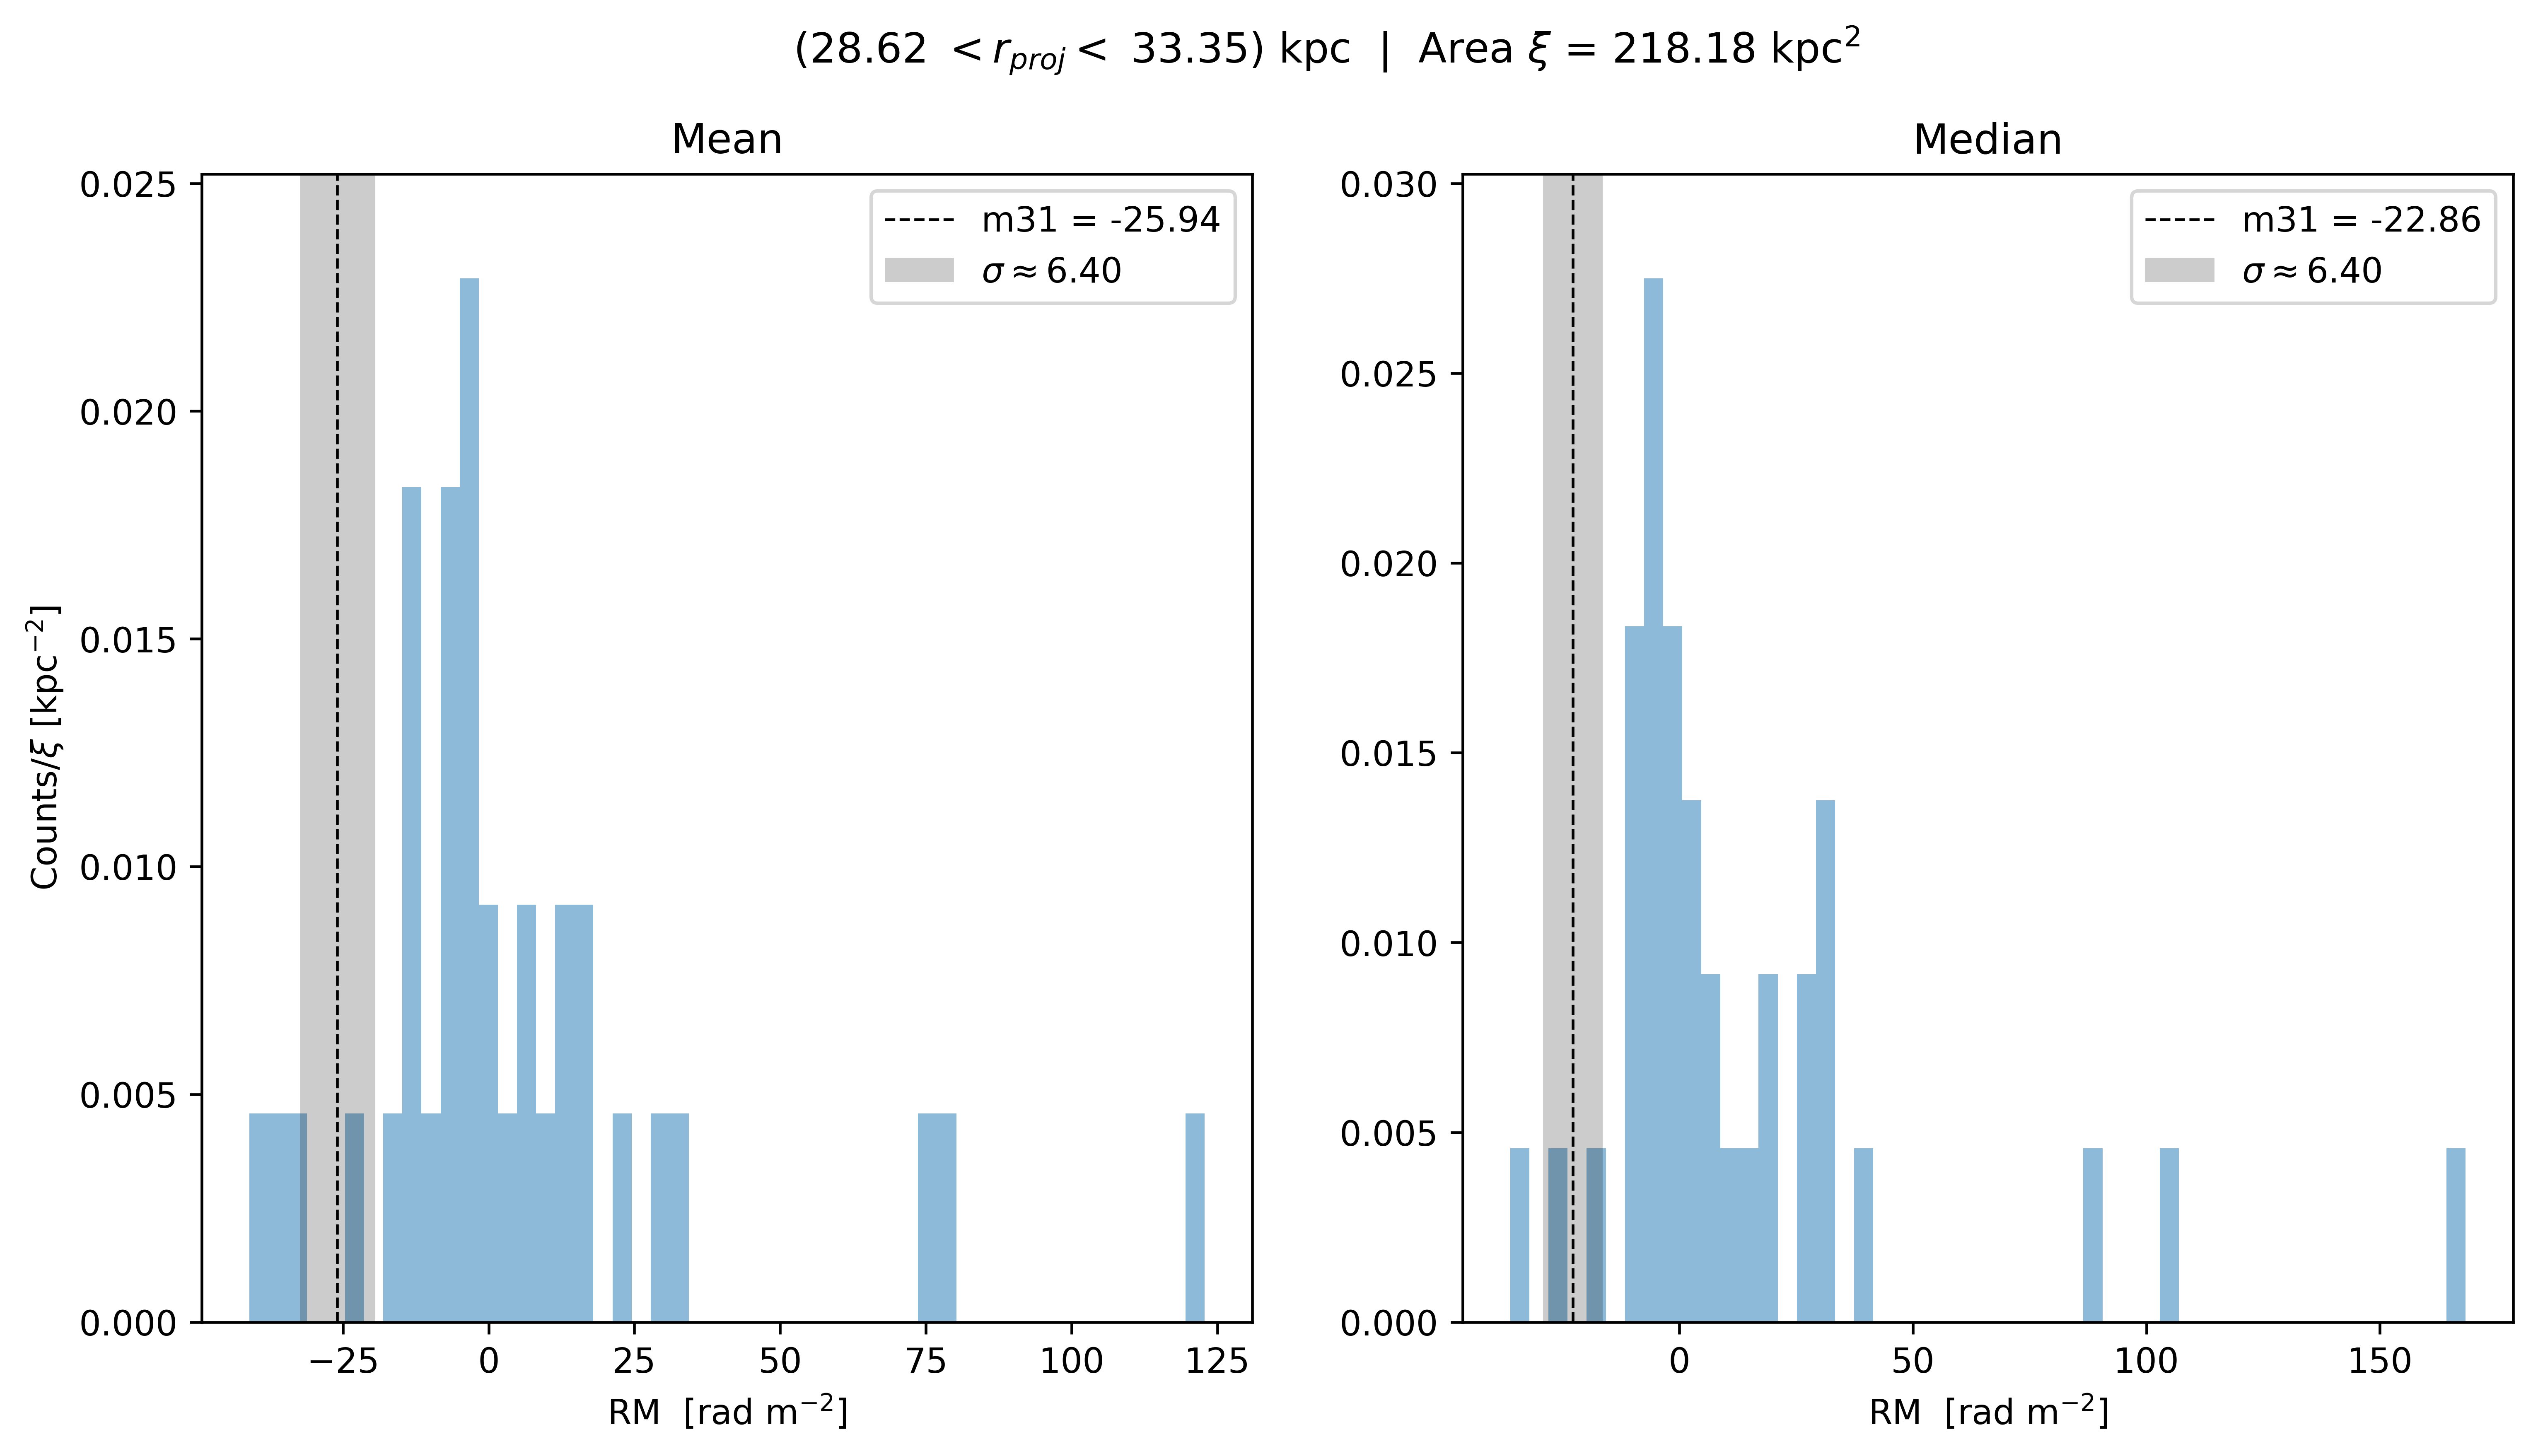 (28.62 < r_proj < 33.35) kpc | Area ξ = 218.18 kpc²
Mean
m31 = -25.94
σ ≈ 6.40
0.025
0.020
0.015
0.010
0.005
0.000
Counts/ξ [kpc⁻²]
−25 0 25 50 75 100 125
RM [rad m⁻²]
Median
m31 = -22.86
σ ≈ 6.40
0.030
0.025
0.020
0.015
0.010
0.005
0.000
0 50 100 150
RM [rad m⁻²]